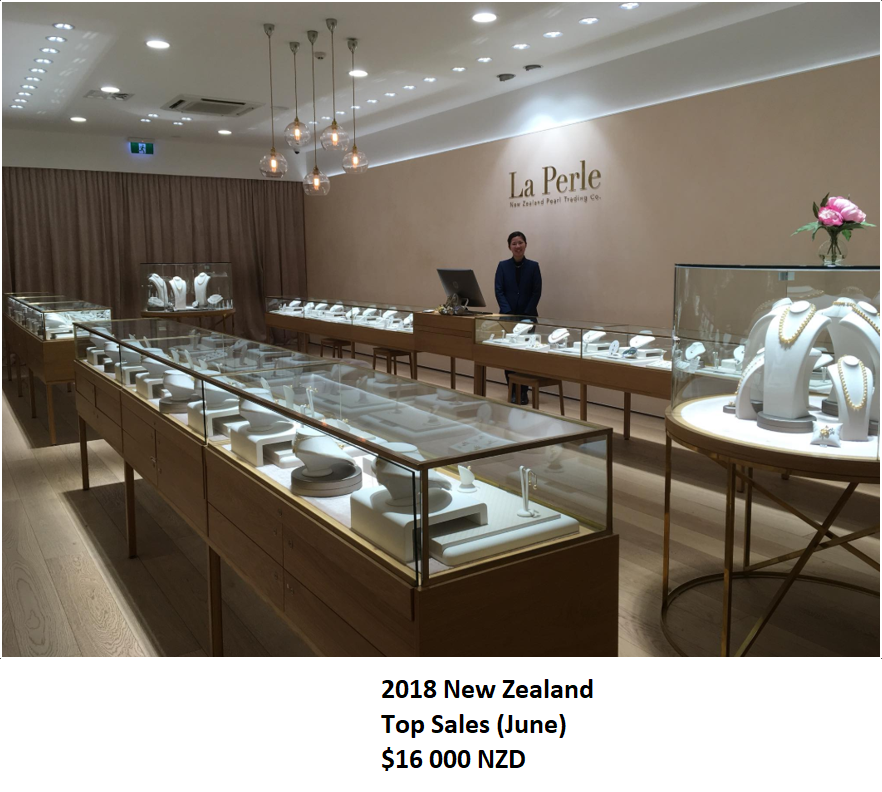 La Perle
New Zealand Pearl Trading Co.
2018 New Zealand
Top Sales (June)
$16 000 NZD